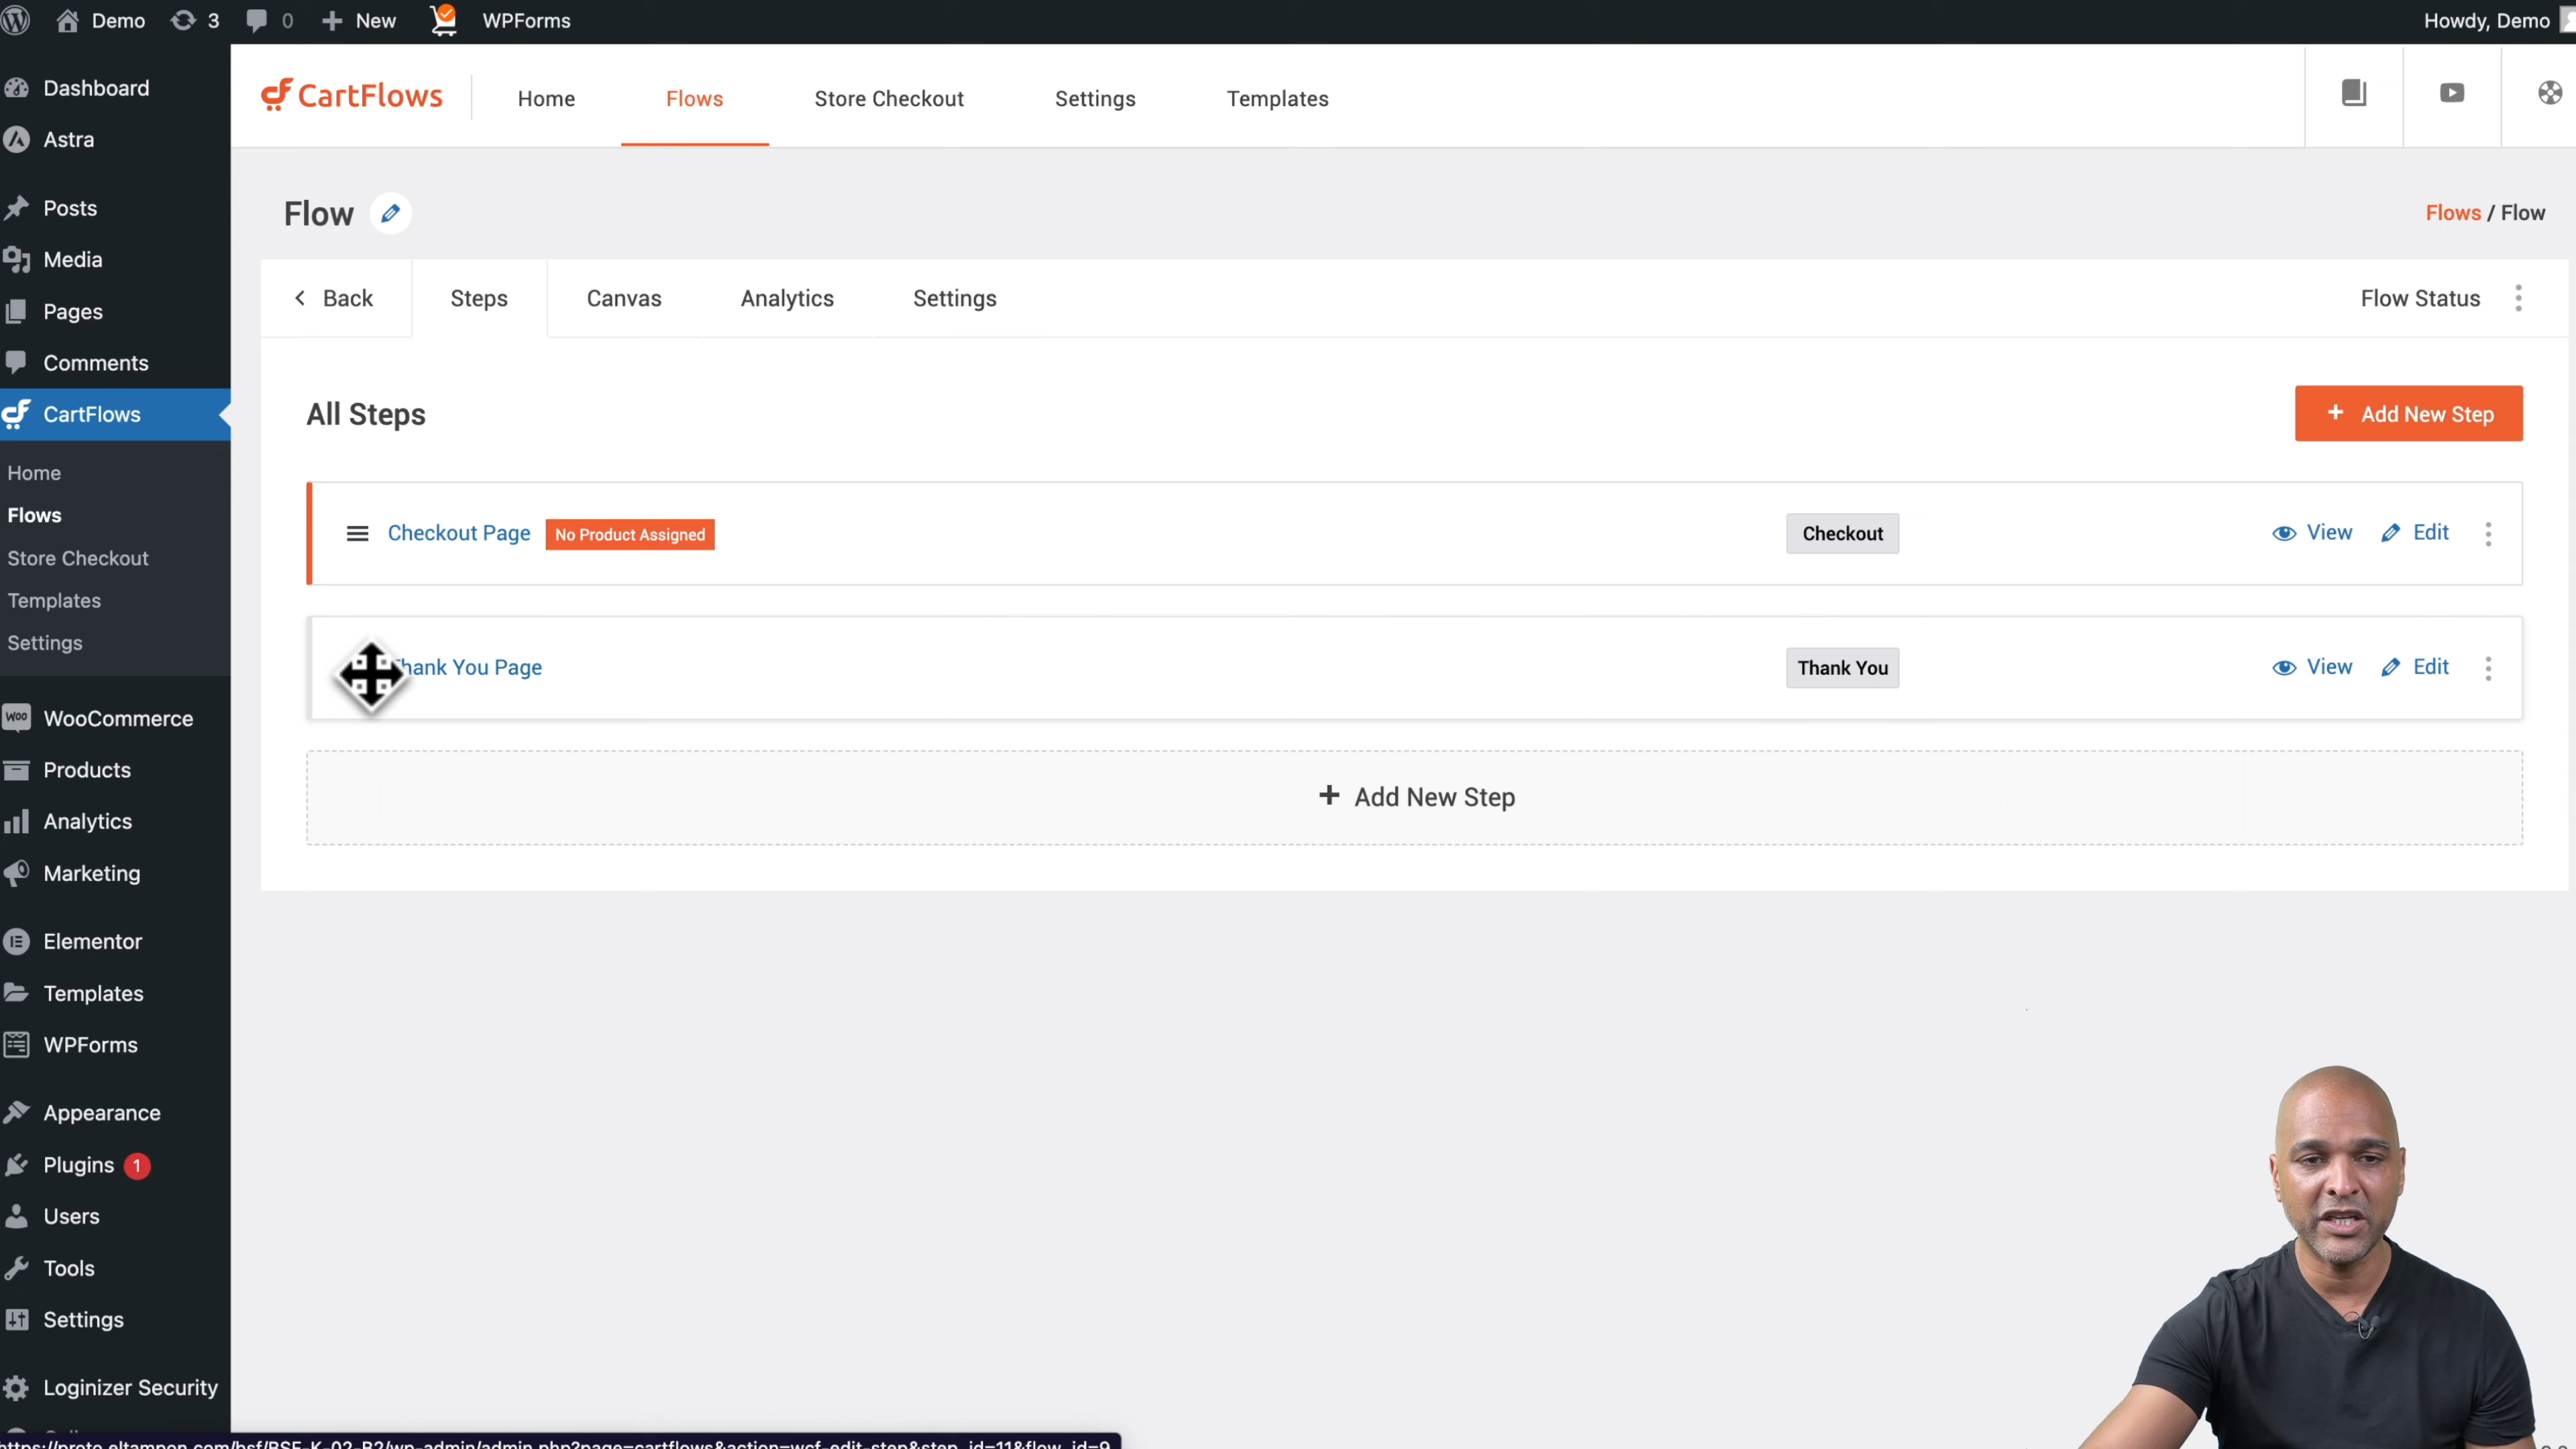 Demo 3 0 New WPForms Howdy, Demo
CartFlows Home Flows Store Checkout Settings Templates
Dashboard
Astra
Posts
Media
Pages
Comments
CartFlows
Home
Flows
Store Checkout
Templates
Settings
WooCommerce
Woo
Products
Analytics
Marketing
Elementor
Templates
WPForms
Appearance
Plugins 1
Users
Tools
Settings
Loginizer Security
Flow Flows / Flow
Back Steps Canvas Analytics Settings Flow Status
All Steps + Add New Step
Checkout Page No Product Assigned Checkout View Edit
Thank You Page Thank You View Edit
+ Add New Step